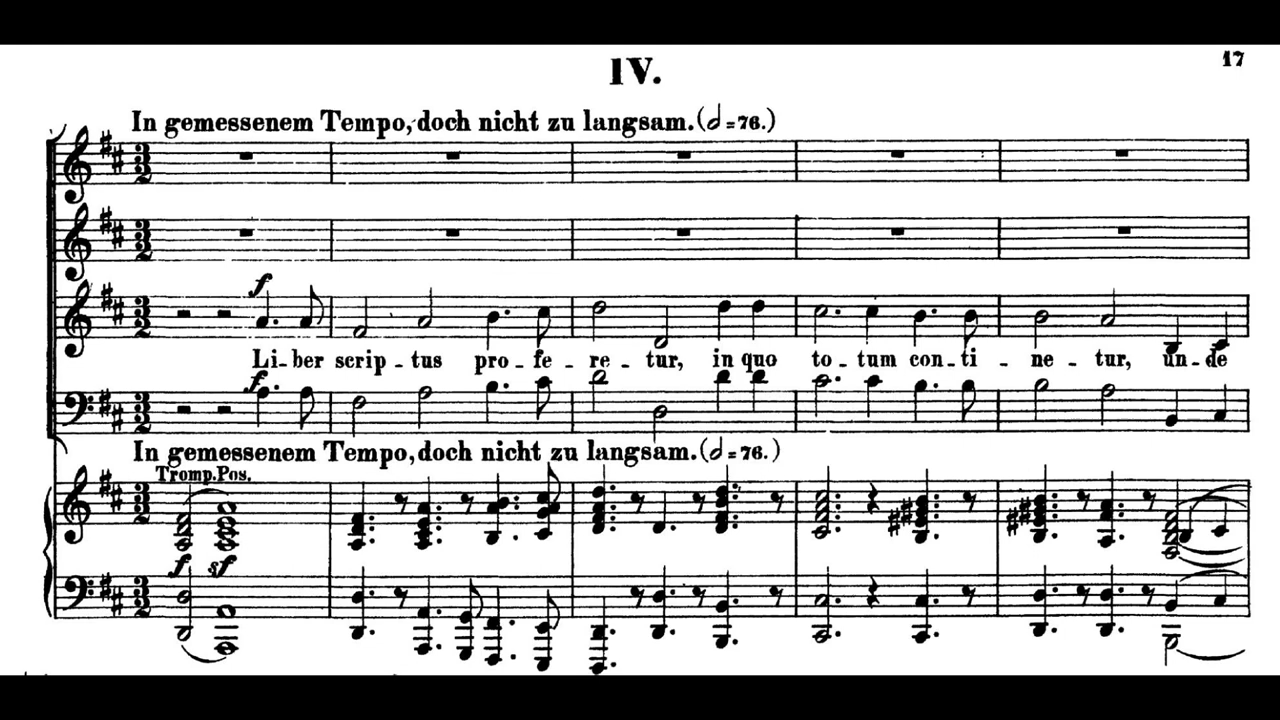 17
IV.
In gemessenem Tempo, doch nicht zu langsam. (𝅗𝅥 = 76.)
f
Li-ber scrip-tus pro-fe-re-tur, in quo to-tum con-ti-ne-tur, un-de
f
In gemessenem Tempo, doch nicht zu langsam. (𝅗𝅥 = 76.)
Tromp. Pos.
f sf